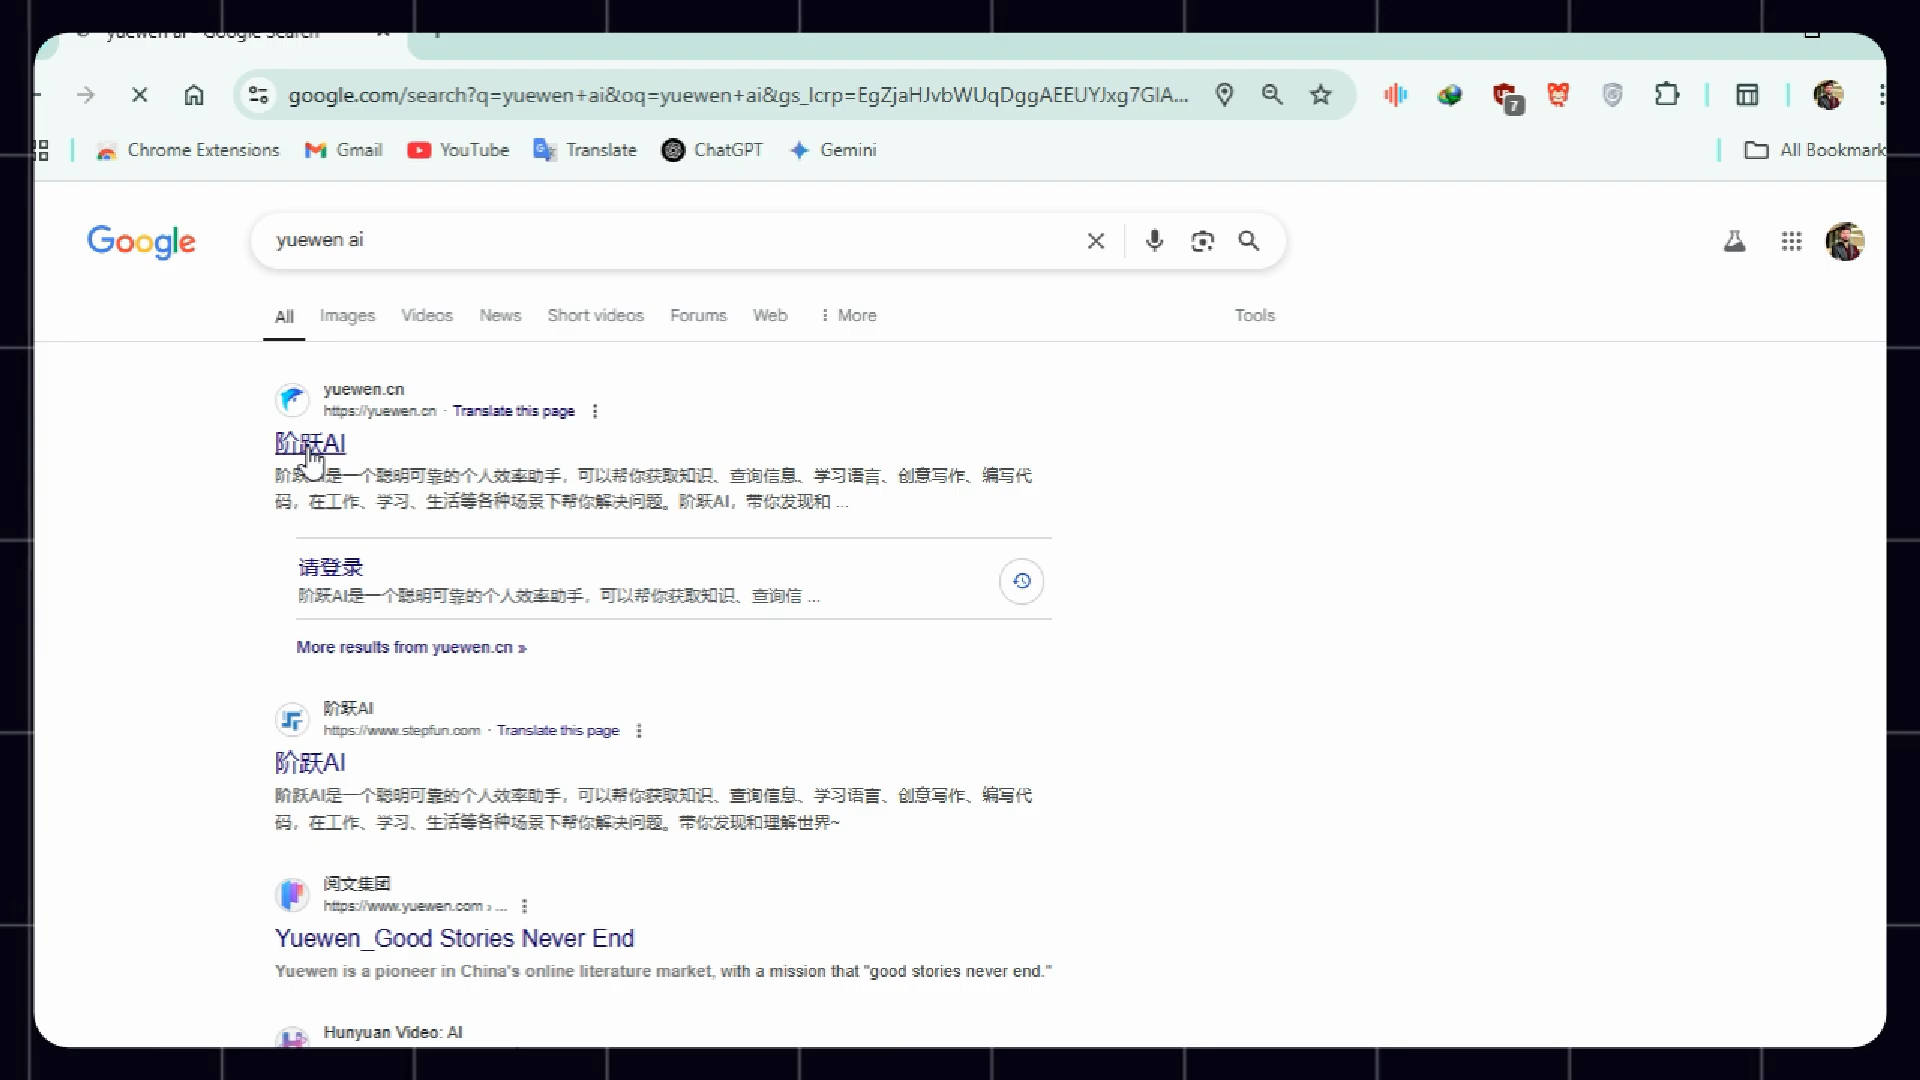 yuewen ai - Google Search
google.com/search?q=yuewen+ai&oq=yuewen+ai&gs_lcrp=EgZjaHJvbWUqDggAEEUYJxg7GIA...
7
Chrome Extensions
Gmail
YouTube
Translate
ChatGPT
Gemini
All Bookmark
Google
yuewen ai
All
Images
Videos
News
Short videos
Forums
Web
More
Tools
yuewen.cn
https://yuewen.cn · Translate this page
阶跃AI
阶跃AI是一个聪明可靠的个人效率助手，可以帮你获取知识、查询信息、学习语言、创意写作、编写代
码，在工作、学习、生活等各种场景下帮你解决问题。阶跃AI，带你发现和 ...
请登录
阶跃AI是一个聪明可靠的个人效率助手，可以帮你获取知识、查询信 ...
More results from yuewen.cn »
阶跃AI
https://www.stepfun.com · Translate this page
阶跃AI
阶跃AI是一个聪明可靠的个人效率助手，可以帮你获取知识、查询信息、学习语言、创意写作、编写代
码，在工作、学习、生活等各种场景下帮你解决问题。带你发现和理解世界~
阅文集团
https://www.yuewen.com › ...
Yuewen_Good Stories Never End
Yuewen is a pioneer in China's online literature market, with a mission that "good stories never end."
Hunyuan Video: AI